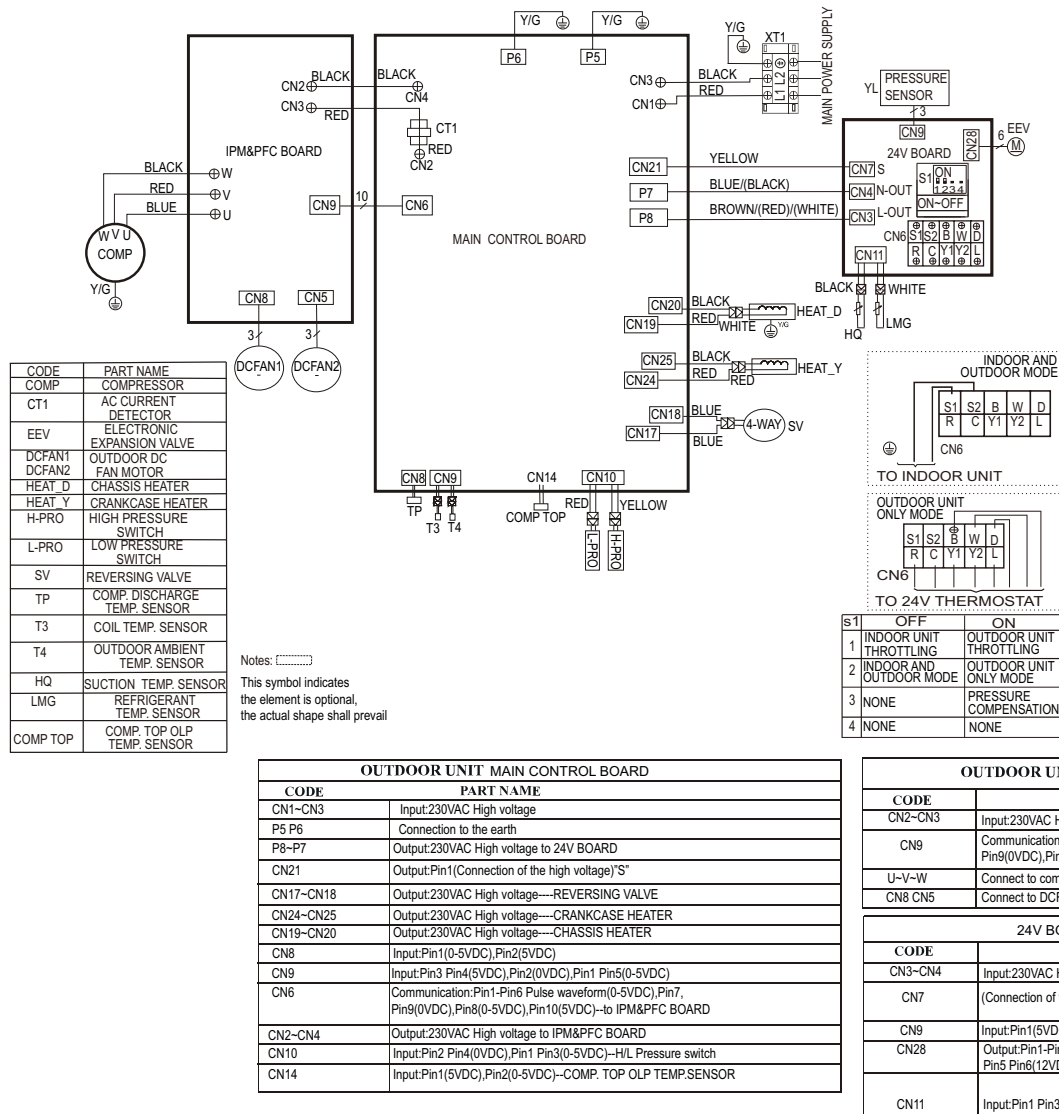 Y/G
Y/G
P6
P5
Y/G
XT1
L1 L2
MAIN POWER SUPPLY
CN2
BLACK
BLACK
CN4
CN3
RED
CT1
RED
CN2
IPM&PFC BOARD
CN3
BLACK
CN1
RED
YL
PRESSURE
SENSOR
3
CN9
CN28
6
EEV
M
24V BOARD
BLACK
W
RED
V
BLUE
U
W V U
COMP
Y/G
CN9
10
CN6
MAIN CONTROL BOARD
CN21
YELLOW
CN7
S
P7
BLUE/(BLACK)
CN4
N-OUT
P8
BROWN/(RED)/(WHITE)
CN3
L-OUT
S1
ON
1234
ON~OFF
CN6
S1 S2 B W D
R C Y1 Y2 L
CN11
BLACK
WHITE
HQ
LMG
CN8
CN5
3
3
DCFAN1
DCFAN2
CN20
BLACK
HEAT_D
CN19
RED
WHITE
Y/G
CN25
BLACK
HEAT_Y
CN24
RED
RED
CN18
BLUE
4-WAY
SV
CN17
BLUE
CN8
CN9
CN14
CN10
TP
T3
T4
COMP TOP
RED
YELLOW
L-PRO
H-PRO
CODE PART NAME
COMP COMPRESSOR
CT1 AC CURRENT
DETECTOR
EEV ELECTRONIC
EXPANSION VALVE
DCFAN1 OUTDOOR DC
DCFAN2 FAN MOTOR
HEAT_D CHASSIS HEATER
HEAT_Y CRANKCASE HEATER
H-PRO HIGH PRESSURE
SWITCH
L-PRO LOW PRESSURE
SWITCH
SV REVERSING VALVE
TP COMP. DISCHARGE
TEMP. SENSOR
T3 COIL TEMP. SENSOR
T4 OUTDOOR AMBIENT
TEMP. SENSOR
HQ SUCTION TEMP. SENSOR
LMG REFRIGERANT
TEMP. SENSOR
COMP TOP COMP. TOP OLP
TEMP. SENSOR
Notes:
This symbol indicates
the element is optional,
the actual shape shall prevail
INDOOR AND
OUTDOOR MODE
S1 S2 B W D
R C Y1 Y2 L
CN6
TO INDOOR UNIT
OUTDOOR UNIT
ONLY MODE
S1 S2 B W D
R C Y1 Y2 L
CN6
TO 24V THERMOSTAT
s1 OFF ON
1 INDOOR UNIT THROTTLING OUTDOOR UNIT THROTTLING
2 INDOOR AND OUTDOOR MODE OUTDOOR UNIT ONLY MODE
3 NONE PRESSURE COMPENSATION
4 NONE NONE
OUTDOOR UNIT MAIN CONTROL BOARD
CODE PART NAME
CN1~CN3 Input:230VAC High voltage
P5 P6 Connection to the earth
P8~P7 Output:230VAC High voltage to 24V BOARD
CN21 Output:Pin1(Connection of the high voltage)"S"
CN17~CN18 Output:230VAC High voltage----REVERSING VALVE
CN24~CN25 Output:230VAC High voltage----CRANKCASE HEATER
CN19~CN20 Output:230VAC High voltage----CHASSIS HEATER
CN8 Input:Pin1(0-5VDC),Pin2(5VDC)
CN9 Input:Pin3 Pin4(5VDC),Pin2(0VDC),Pin1 Pin5(0-5VDC)
CN6 Communication:Pin1-Pin6 Pulse waveform(0-5VDC),Pin7,
Pin9(0VDC),Pin8(0-5VDC),Pin10(5VDC)--to IPM&PFC BOARD
CN2~CN4 Output:230VAC High voltage to IPM&PFC BOARD
CN10 Input:Pin2 Pin4(0VDC),Pin1 Pin3(0-5VDC)--H/L Pressure switch
CN14 Input:Pin1(5VDC),Pin2(0-5VDC)--COMP. TOP OLP TEMP.SENSOR
OUTDOOR
CODE
CN2~CN3 Input:230VAC
CN9 Communication
Pin9(0VDC),
U~V~W Connect to
CN8 CN5 Connect to
24V
CODE
CN3~CN4 Input:230VAC
CN7 (Connection of
CN9
CN28 Output:
Pin5
CN11 Input:Pin1